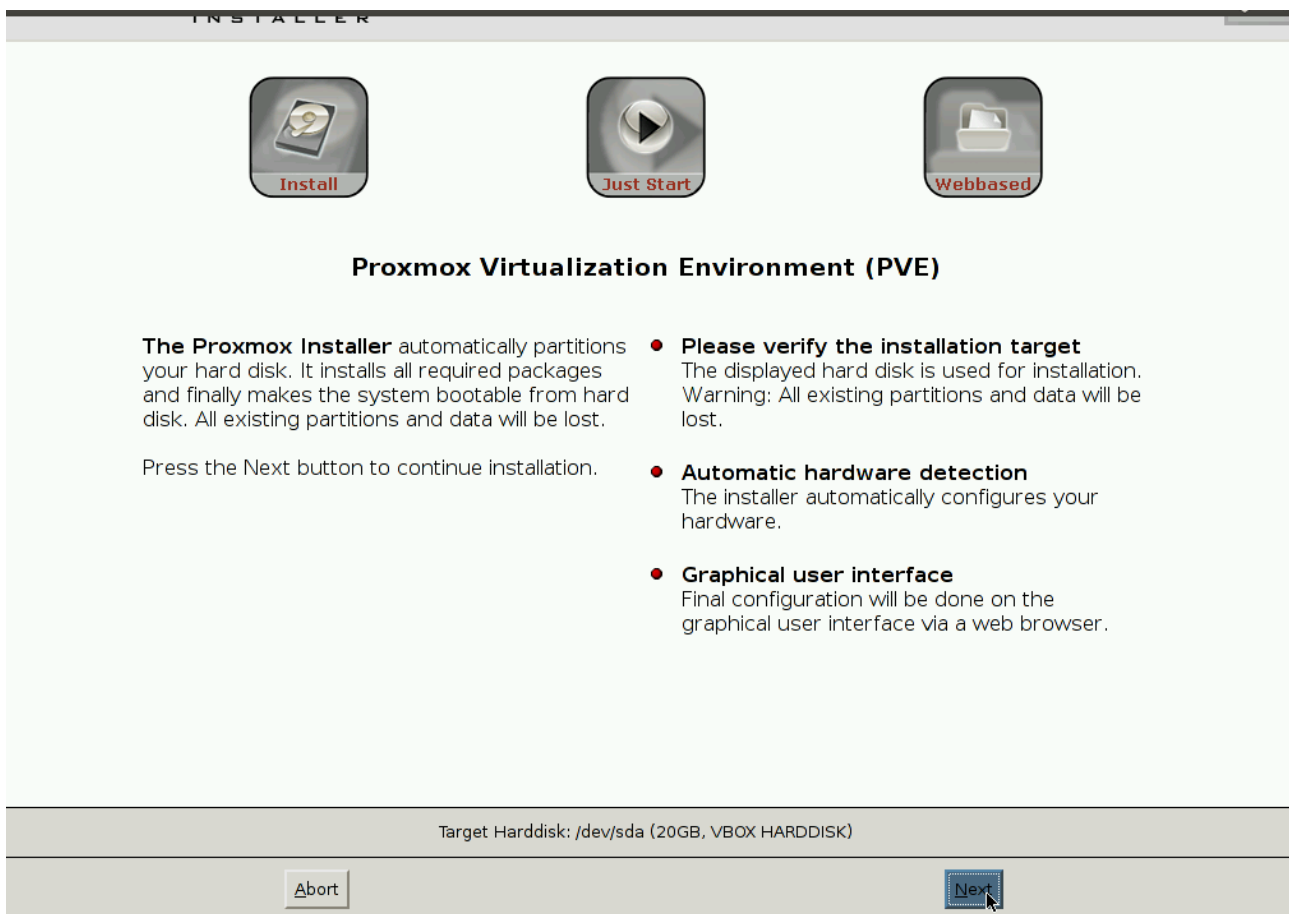 INSTALLER
Install
Just Start
Webbased
Proxmox Virtualization Environment (PVE)
The Proxmox Installer automatically partitions
your hard disk. It installs all required packages
and finally makes the system bootable from hard
disk. All existing partitions and data will be lost.
Press the Next button to continue installation.
Please verify the installation target
The displayed hard disk is used for installation.
Warning: All existing partitions and data will be
lost.
Automatic hardware detection
The installer automatically configures your
hardware.
Graphical user interface
Final configuration will be done on the
graphical user interface via a web browser.
Target Harddisk: /dev/sda (20GB, VBOX HARDDISK)
Abort
Next